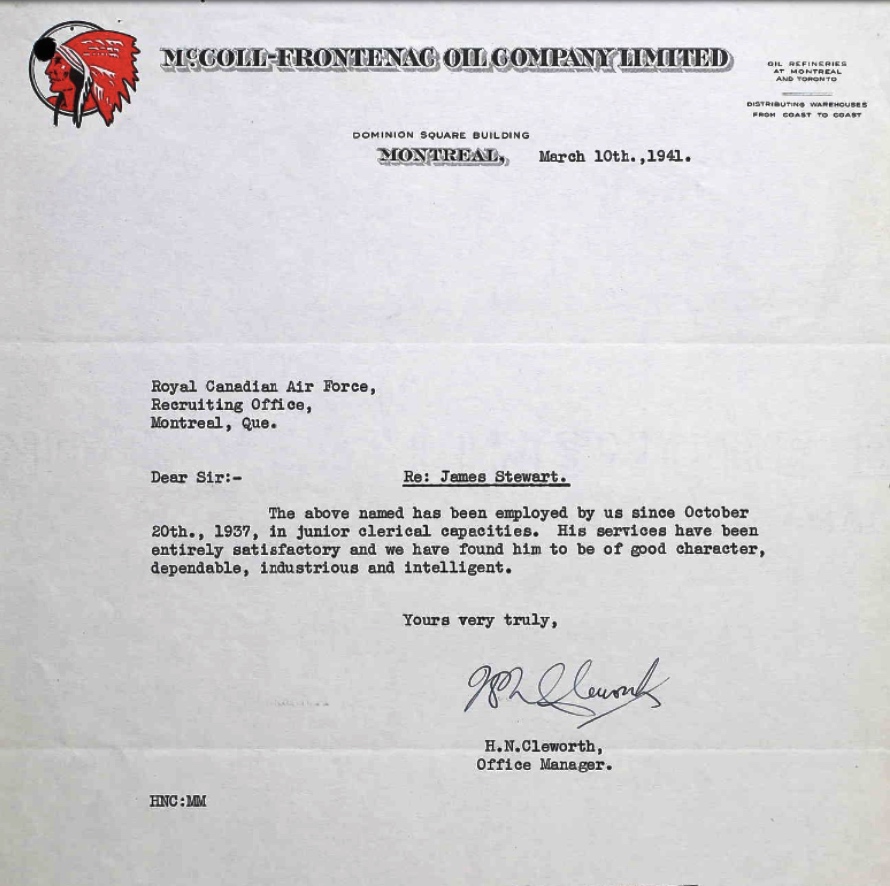 McCOLL-FRONTENAC OIL COMPANY LIMITED
OIL REFINERIES
AT MONTREAL
AND TORONTO
DISTRIBUTING WAREHOUSES
FROM COAST TO COAST
DOMINION SQUARE BUILDING
MONTREAL, March 10th.,1941.
Royal Canadian Air Force,
Recruiting Office,
Montreal, Que.
Dear Sir:- Re: James Stewart.
The above named has been employed by us since October
20th., 1937, in junior clerical capacities. His services have been
entirely satisfactory and we have found him to be of good character,
dependable, industrious and intelligent.
Yours very truly,
HN Cleworth
H.N.Cleworth,
Office Manager.
HNC:MM